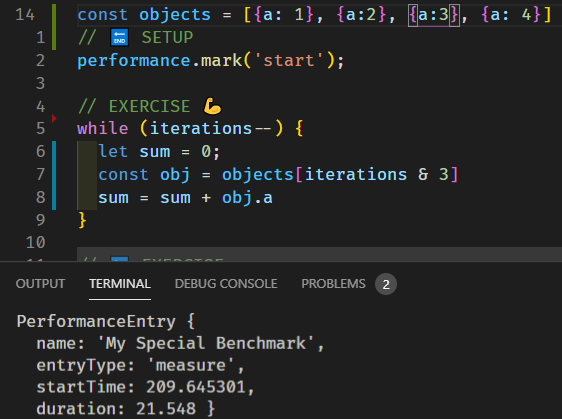 14 const objects = [{a: 1}, {a:2}, {a:3}, {a: 4}]
1 // 🔚 SETUP
2 performance.mark('start');
3
4 // EXERCISE 💪
5 while (iterations--) {
6 let sum = 0;
7 const obj = objects[iterations & 3]
8 sum = sum + obj.a
9 }
10
OUTPUT TERMINAL DEBUG CONSOLE PROBLEMS 2
PerformanceEntry {
name: 'My Special Benchmark',
entryType: 'measure',
startTime: 209.645301,
duration: 21.548 }